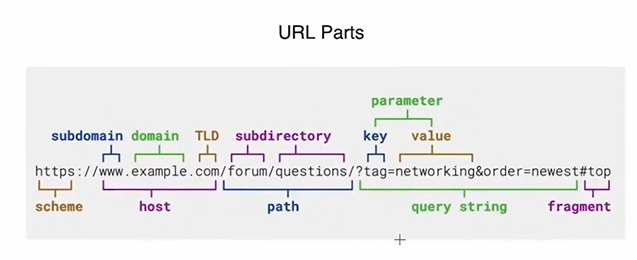 URL Parts
parameter
subdomain domain TLD subdirectory key value
https://www.example.com/forum/questions/?tag=networking&order=newest#top
scheme host path query string fragment